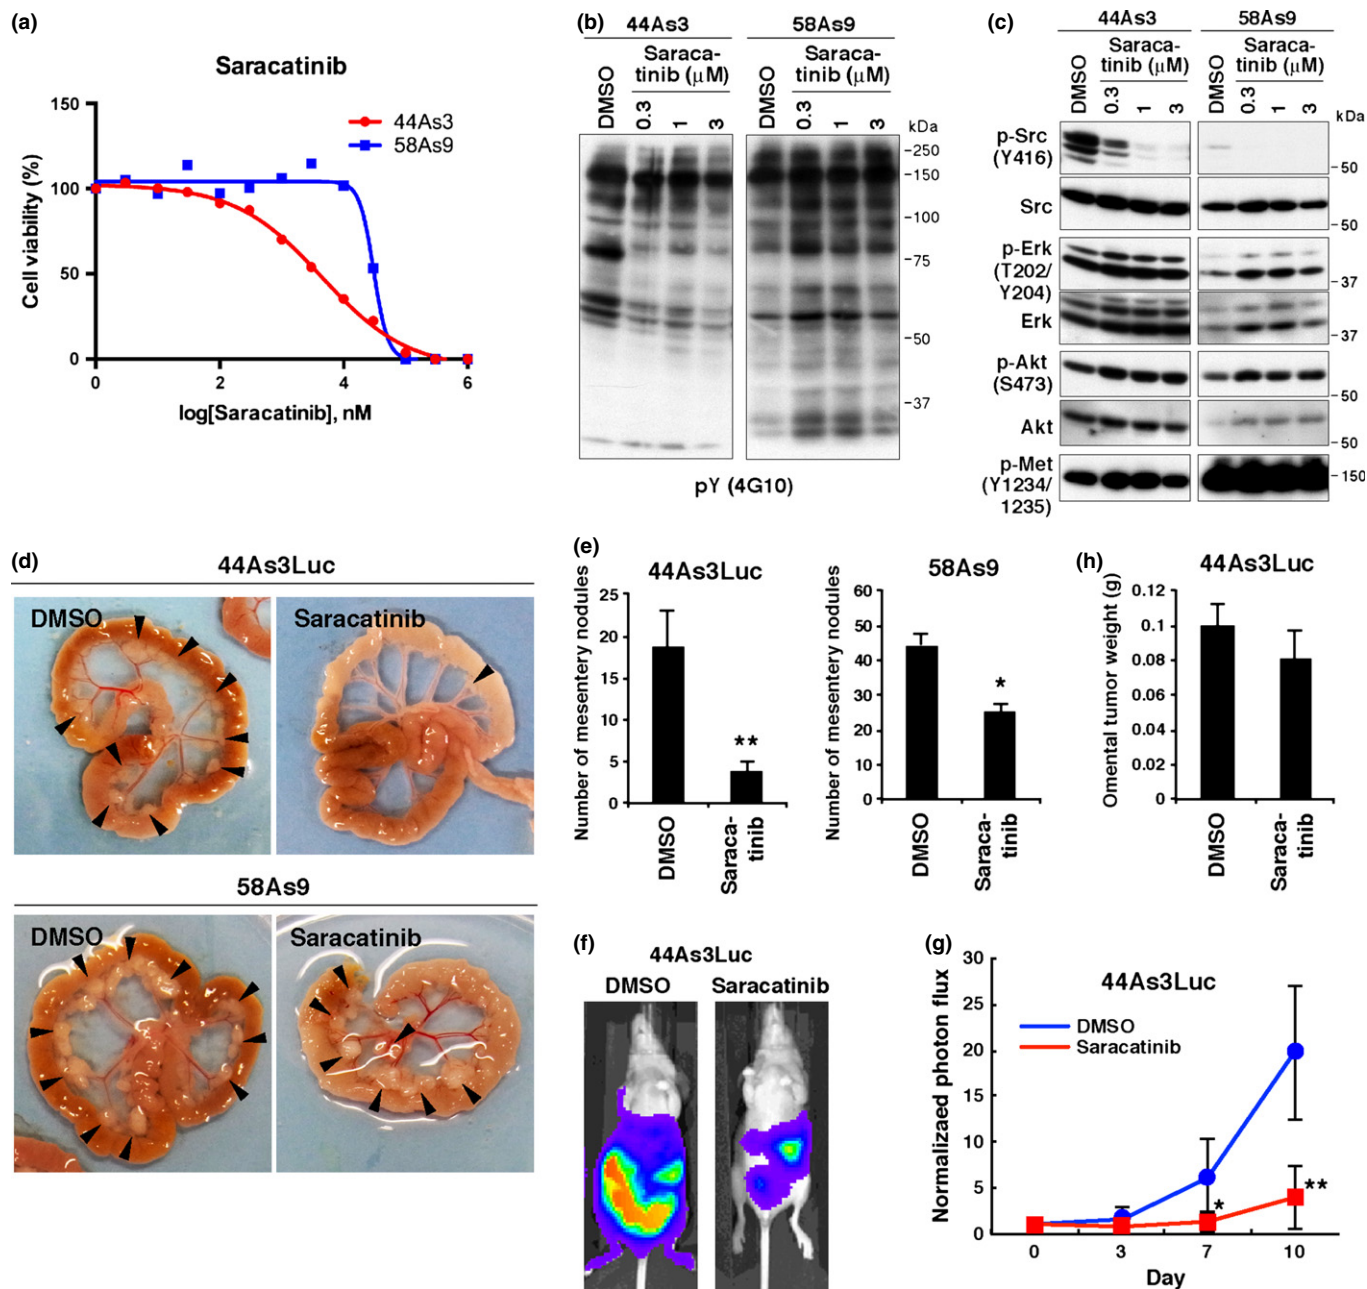 (a)
Saracatinib
150
100
50
0
0
2
4
6
Cell viability (%)
log[Saracatinib], nM
44As3
58As9
(b)
44As3
58As9
DMSO
Saraca-
tinib (μM)
0.3
1
3
DMSO
Saraca-
tinib (μM)
0.3
1
3
kDa
250
150
100
75
50
37
pY (4G10)
(c)
44As3
58As9
DMSO
Saraca-
tinib (μM)
0.3
1
3
DMSO
Saraca-
tinib (μM)
0.3
1
3
kDa
p-Src
(Y416)
50
Src
50
p-Erk
(T202/
Y204)
37
Erk
37
p-Akt
(S473)
50
Akt
50
p-Met
(Y1234/
1235)
150
(d)
44As3Luc
DMSO
Saracatinib
58As9
DMSO
Saracatinib
(e)
44As3Luc
Number of mesentery nodules
25
20
15
10
5
0
**
DMSO
Saraca-
tinib
58As9
Number of mesentery nodules
60
50
40
30
20
10
0
*
DMSO
Saraca-
tinib
(h)
44As3Luc
Omental tumor weight (g)
0.12
0.1
0.08
0.06
0.04
0.02
0
DMSO
Saraca-
tinib
(f)
44As3Luc
DMSO
Saracatinib
(g)
44As3Luc
DMSO
Saracatinib
Normalizaed photon flux
30
25
20
15
10
5
0
*
**
0
3
7
10
Day